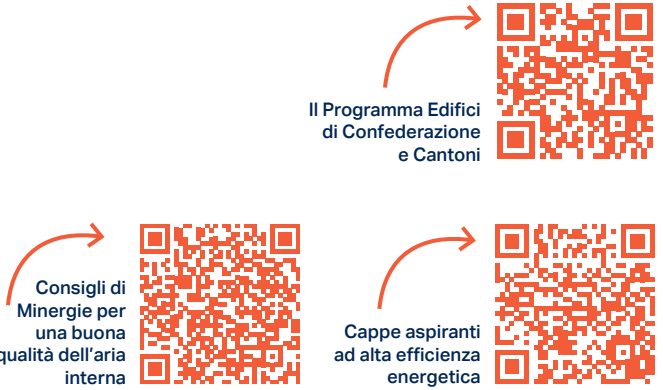 Il Programma Edifici
di Confederazione
e Cantoni
Consigli di
Minergie per
una buona
qualità dell'aria
interna
Cappe aspiranti
ad alta efficienza
energetica